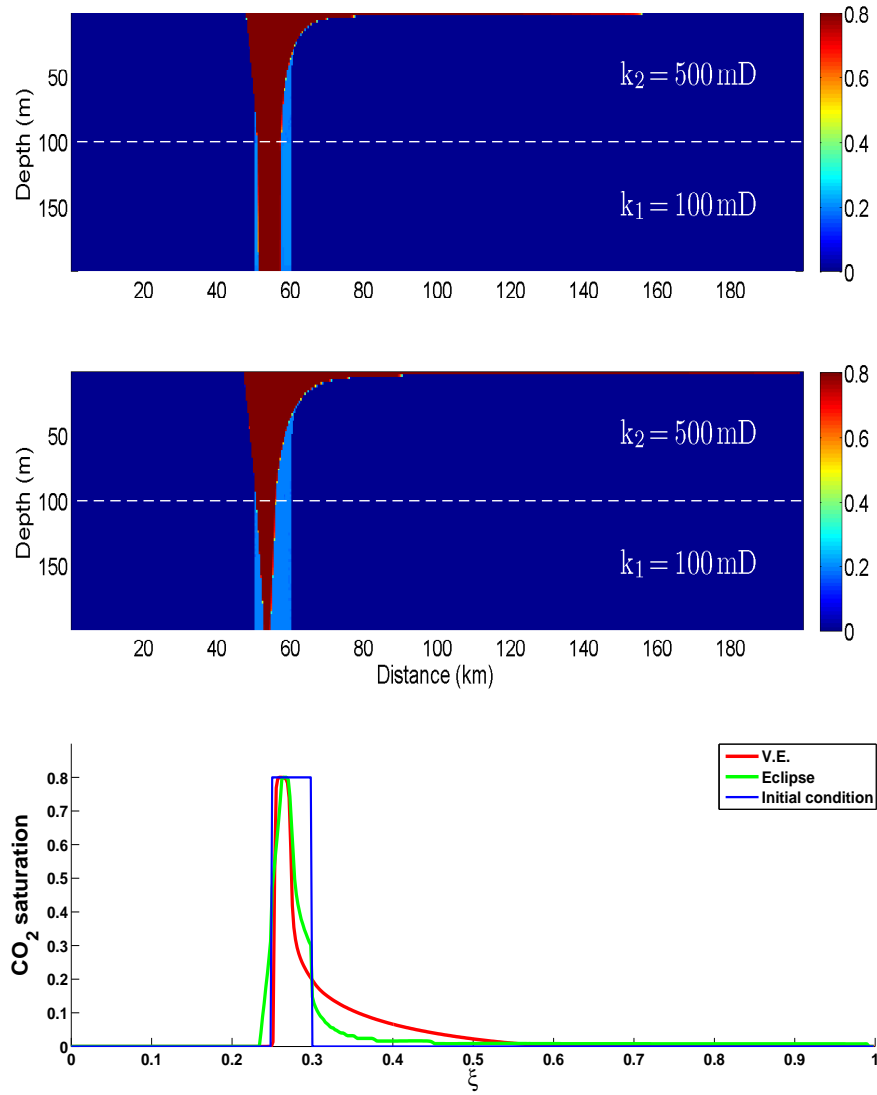 Depth (m)
50
100
150
k₂ = 500 mD
k₁ = 100 mD
20 40 60 80 100 120 140 160 180
0.8
0.6
0.4
0.2
0
Depth (m)
50
100
150
k₂ = 500 mD
k₁ = 100 mD
20 40 60 80 100 120 140 160 180
Distance (km)
0.8
0.6
0.4
0.2
0
CO₂ saturation
0.8
0.7
0.6
0.5
0.4
0.3
0.2
0.1
0
0 0.1 0.2 0.3 0.4 0.5 0.6 0.7 0.8 0.9 1
ξ
V.E.
Eclipse
Initial condition